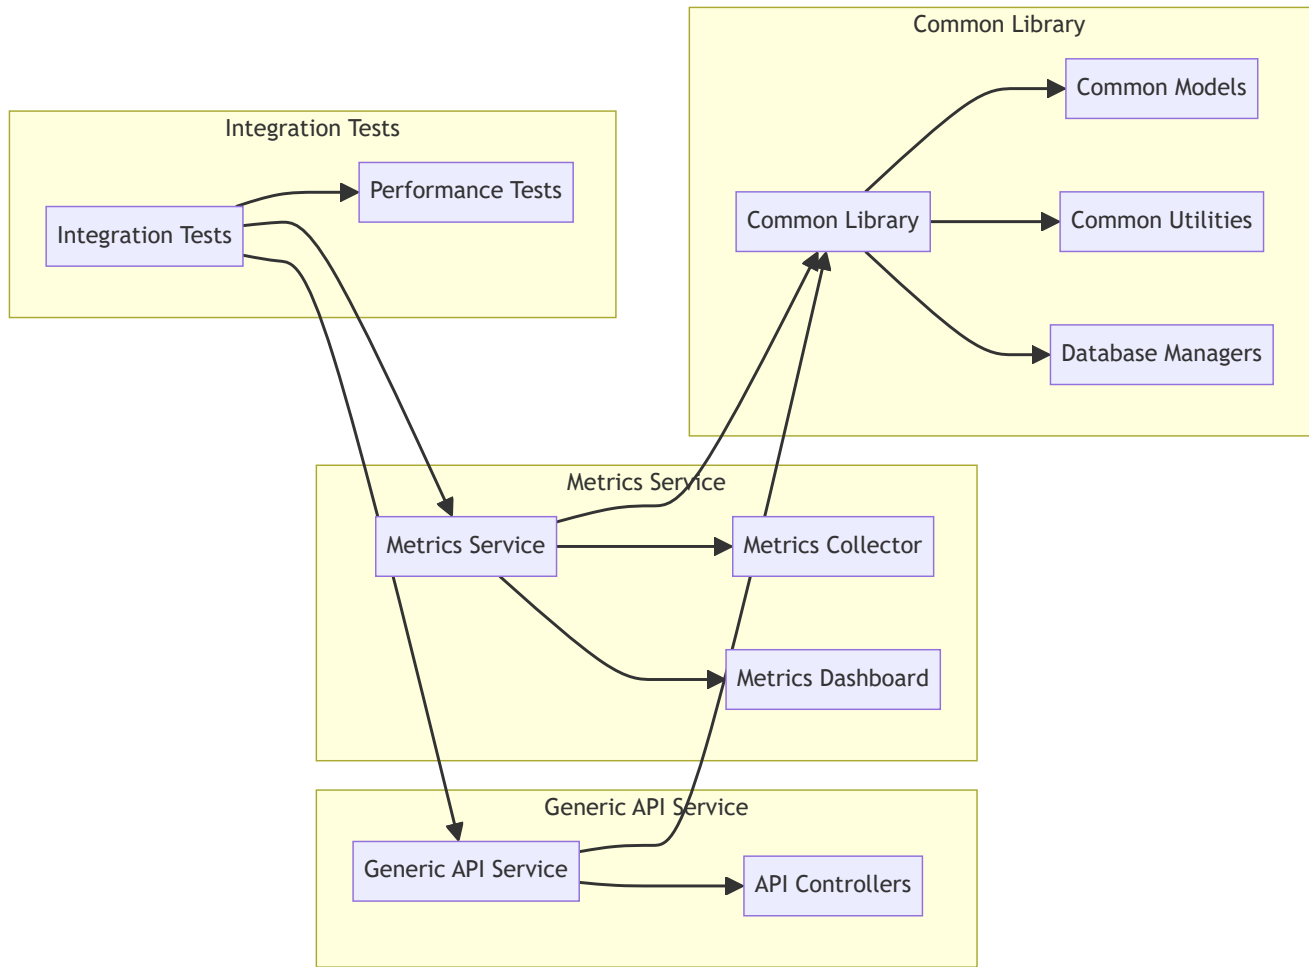 Common Library
Common Models
Common Library
Common Utilities
Database Managers
Integration Tests
Performance Tests
Integration Tests
Metrics Service
Metrics Service
Metrics Collector
Metrics Dashboard
Generic API Service
Generic API Service
API Controllers